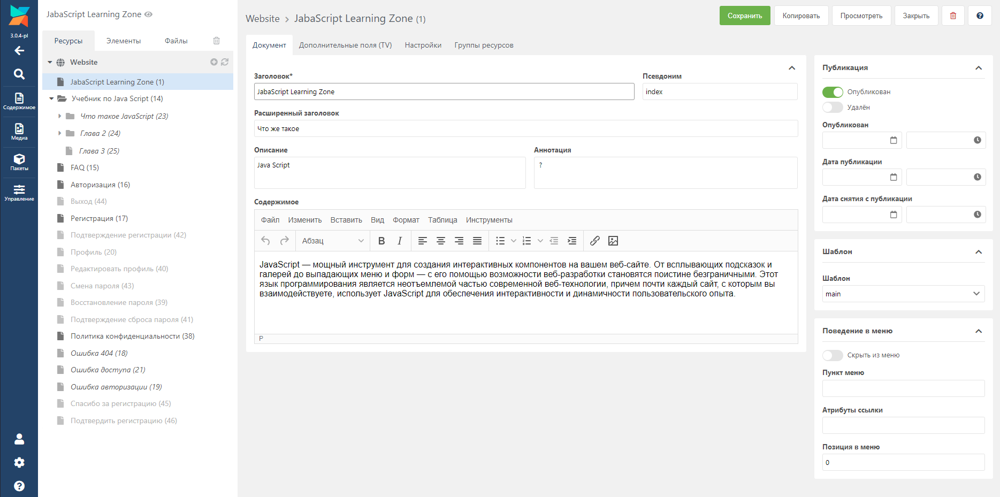 3.0.4-pl
Содержимое
Медиа
Пакеты
Управление
JabaScript Learning Zone
Ресурсы Элементы Файлы
Website
JabaScript Learning Zone (1)
Учебник по Java Script (14)
Что такое JavaScript (23)
Глава 2 (24)
Глава 3 (25)
FAQ (15)
Авторизация (16)
Выход (44)
Регистрация (17)
Подтверждение регистрации (42)
Профиль (20)
Редактировать профиль (40)
Смена пароля (43)
Восстановление пароля (39)
Подтверждение сброса пароля (41)
Политика конфиденциальности (38)
Ошибка 404 (18)
Ошибка доступа (21)
Ошибка авторизации (19)
Спасибо за регистрацию (45)
Подтвердить регистрацию (46)
Website › JabaScript Learning Zone (1)
Сохранить Копировать Просмотреть Закрыть
Документ Дополнительные поля (TV) Настройки Группы ресурсов
Заголовок* Псевдоним
JabaScript Learning Zone index
Расширенный заголовок
Что же такое
Описание Аннотация
Java Script ?
Содержимое
Файл Изменить Вставить Вид Формат Таблица Инструменты
Абзац B I
JavaScript — мощный инструмент для создания интерактивных компонентов на вашем веб-сайте. От всплывающих подсказок и
галерей до выпадающих меню и форм — с его помощью возможности веб-разработки становятся поистине безграничными. Этот
язык программирования является неотъемлемой частью современной веб-технологии, причем почти каждый сайт, с которым вы
взаимодействуете, использует JavaScript для обеспечения интерактивности и динамичности пользовательского опыта.
P
Публикация
Опубликован
Удалён
Опубликован
Дата публикации
Дата снятия с публикации
Шаблон
Шаблон
main
Поведение в меню
Скрыть из меню
Пункт меню
Атрибуты ссылки
Позиция в меню
0